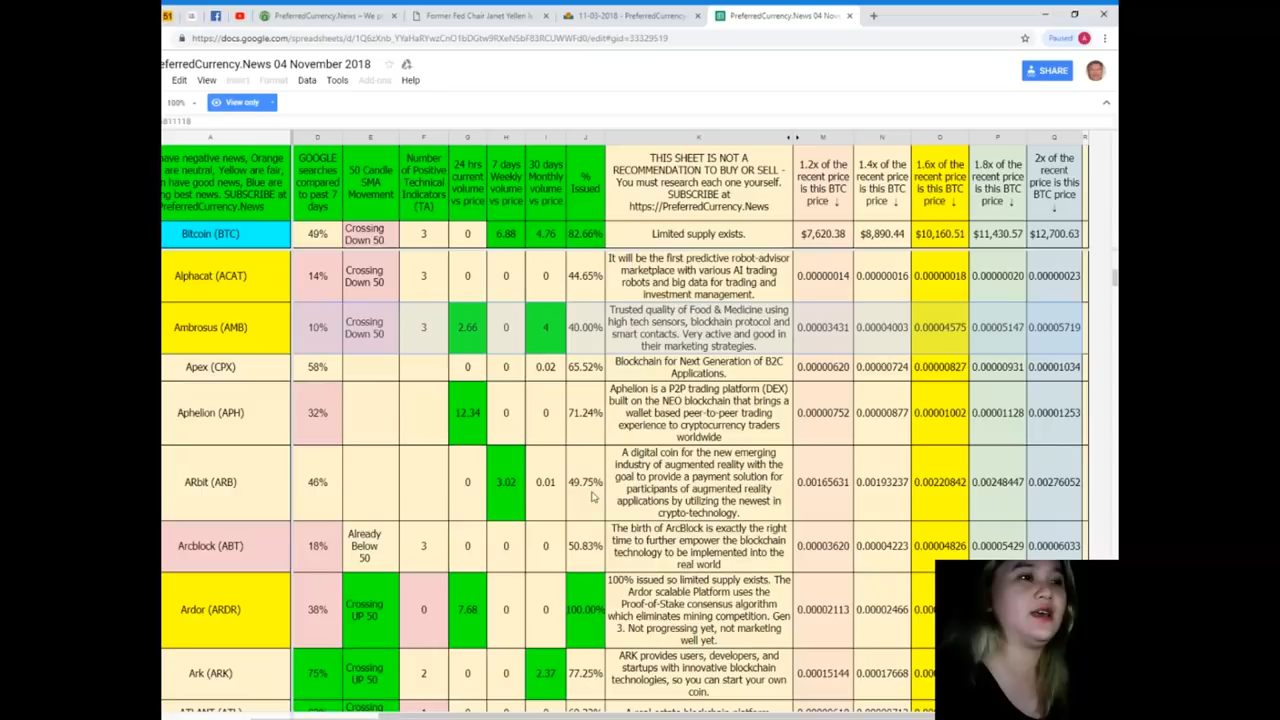 51
PreferredCurrency.News – We p
Former Fed Chair Janet Yellen
11-03-2018 - PreferredCurrency
PreferredCurrency.News 04 Nov
https://docs.google.com/spreadsheets/d/
/edit#gid=33329519
Paused
A
eferredCurrency.News 04 November 2018
Edit View Insert Format Data Tools Add-ons Help
SHARE
100%
View only
811118
A D E F G H I J K M N O P Q R
have negative news, Orange
are neutral, Yellow are fair,
n have good news, Blue are
ng best news. SUBSCRIBE at
PreferredCurrency.News
GOOGLE
searches
compared
to past 7
days
50 Candle
SMA
Movement
Number
of Positive
Technical
Indicators
(TA)
24 hrs
current
volume
vs price
7 days
Weekly
volume
vs price
30 days
Monthly
volume
vs price
%
Issued
THIS SHEET IS NOT A
RECOMMENDATION TO BUY OR SELL -
You must research each one yourself.
SUBSCRIBE at
https://PreferredCurrency.News
1.2x of the
recent price
is this BTC
price ↓
1.4x of the
recent price
is this BTC
price ↓
1.6x of the
recent price
is this BTC
price ↓
1.8x of the
recent price
is this BTC
price ↓
2x of the
recent price
is this BTC
price
↓
Bitcoin (BTC) 49% Crossing
Down 50 3 0 6.88 4.76 82.66% Limited supply exists. $7,620.38 $8,890.44 $10,160.51 $11,430.57 $12,700.63
Alphacat (ACAT) 14% Crossing
Down 50 3 0 0 0 44.65% It will be the first predictive robot-advisor
marketplace with various AI trading
robots and big data for trading and
investment management. 0.00000014 0.00000016 0.00000018 0.00000020 0.00000023
Ambrosus (AMB) 10% Crossing
Down 50 3 2.66 0 4 40.00% Trusted quality of Food & Medicine using
high tech sensors, blockhain protocol and
smart contacts. Very active and good in
their marketing strategies. 0.00003431 0.00004003 0.00004575 0.00005147 0.00005719
Apex (CPX) 58% 0 0 0.02 65.52% Blockchain for Next Generation of B2C
Applications. 0.00000620 0.00000724 0.00000827 0.00000931 0.00001034
Aphelion (APH) 32% 12.34 0 0 71.24% Aphelion is a P2P trading platform (DEX)
built on the NEO blockchain that brings a
wallet based peer-to-peer trading
experience to cryptocurrency traders
worldwide 0.00000752 0.00000877 0.00001002 0.00001128 0.00001253
ARbit (ARB) 46% 0 3.02 0.01 49.75% A digital coin for the new emerging
industry of augmented reality with the
goal to provide a payment solution for
participants of augmented reality
applications by utilizing the newest in
crypto-technology. 0.00165631 0.00193237 0.00220842 0.00248447 0.00276052
Arcblock (ABT) 18% Already
Below
50 3 0 0 0 50.83% The birth of ArcBlock is exactly the right
time to further empower the blockchain
technology to be implemented into the
real world 0.00003620 0.00004223 0.00004826 0.00005429 0.00006033
Ardor (ARDR) 38% Crossing
UP 50 0 7.68 0 0 100.00% 100% issued so limited supply exists. The
Ardor scalable Platform uses the
Proof-of-Stake consensus algorithm
which eliminates mining competition. Gen
3. Not progressing yet, not marketing
well yet. 0.00002113 0.00002466 0.00
Ark (ARK) 75% Crossing
UP 50 2 0 0 2.37 77.25% ARK provides users, developers, and
startups with innovative blockchain
technologies, so you can start your own
coin. 0.00015144 0.00017668 0.00